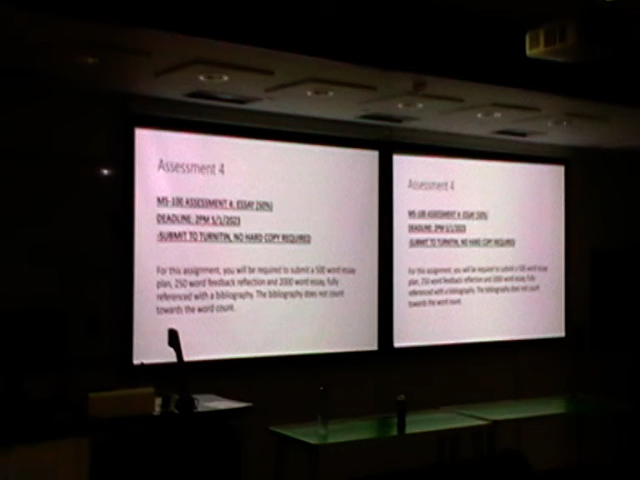 Assessment 4
MS-100 ASSESSMENT 4: ESSAY (50%)
DEADLINE: 2PM 5/1/2023
-SUBMIT TO TURNITIN, NO HARD COPY REQUIRED
For this assignment, you will be required to submit a 500 word essay
plan, 250 word feedback reflection and 2000 word essay, fully
referenced with a bibliography. The bibliography does not count
towards the word count.
Assessment 4
MS-100 ASSESSMENT 4: ESSAY (50%)
DEADLINE: 2PM 5/1/2023
-SUBMIT TO TURNITIN, NO HARD COPY REQUIRED
For this assignment, you will be required to submit a 500 word essay
plan, 250 word feedback reflection and 2000 word essay, fully
referenced with a bibliography. The bibliography does not count
towards the word count.